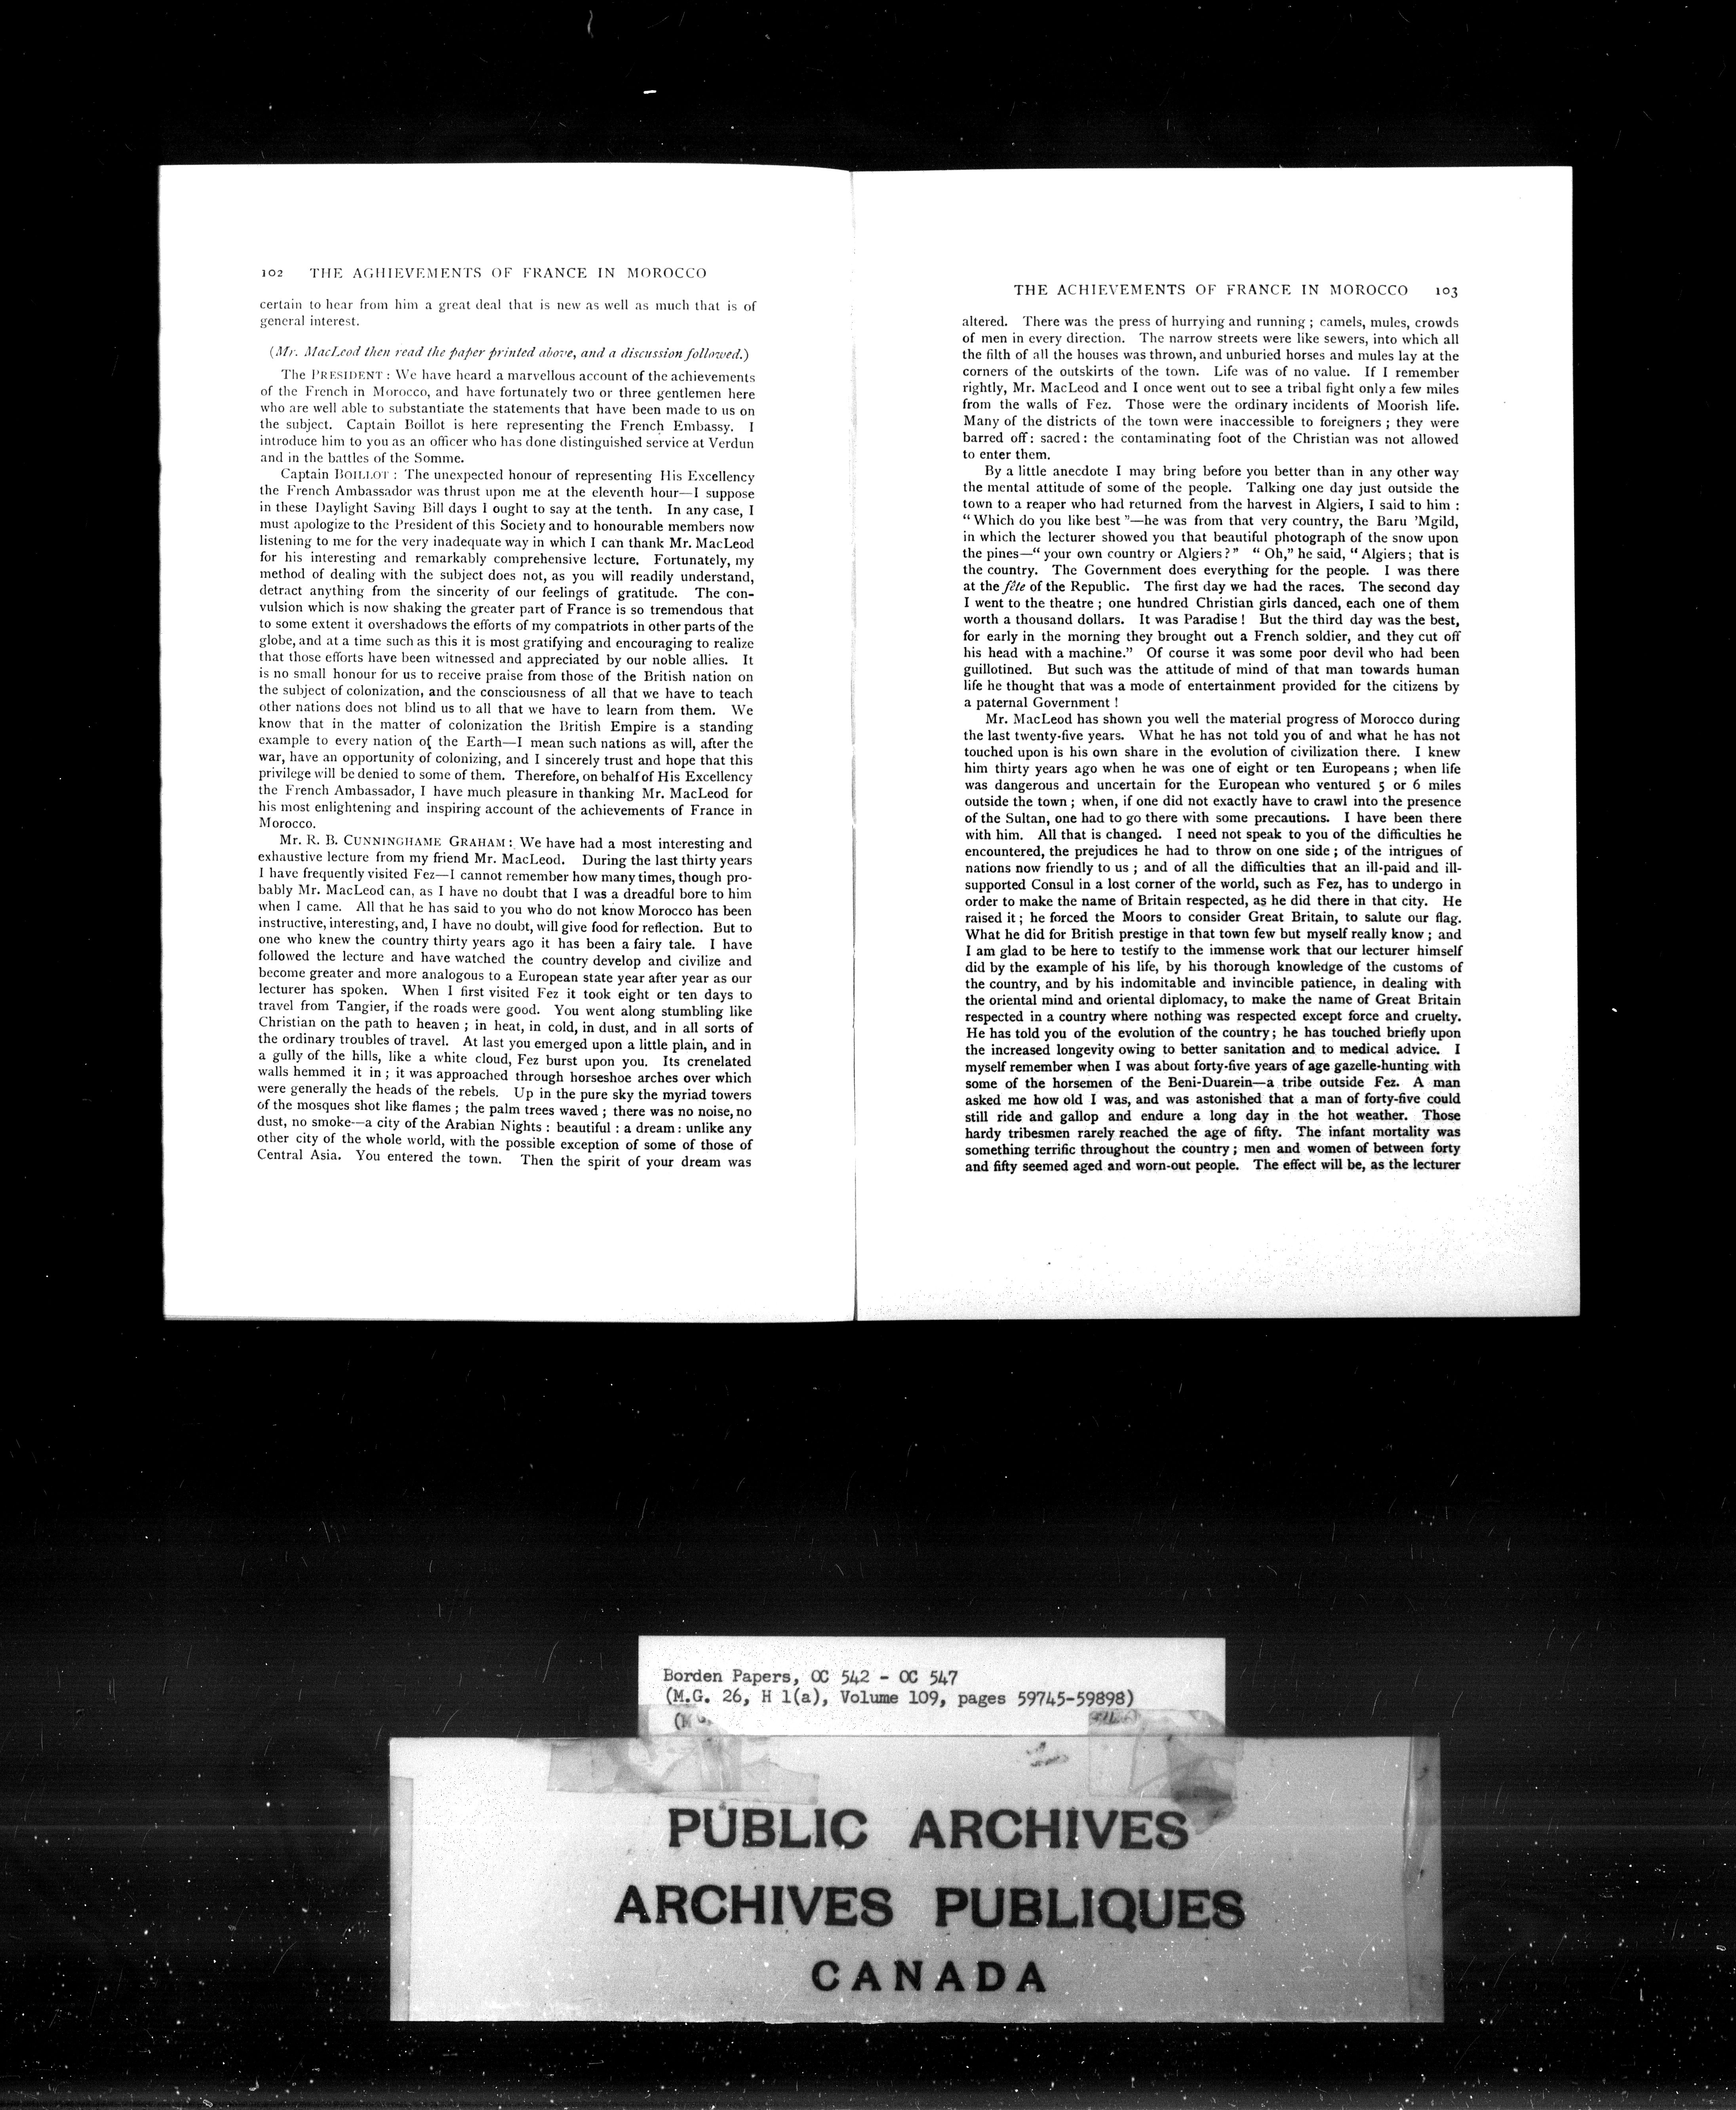 102 THE AGHIEVEMENTS OF FRANCE IN MOROCCO
certain to hear from him a great deal that is new as well as much that is of
general interest.
(Mr. MacLeod then read the paper printed above, and a discussion followed.)
The PRESIDENT : We have heard a marvellous account of the achievements
of the French in Morocco, and have fortunately two or three gentlemen here
who are well able to substantiate the statements that have been made to us on
the subject. Captain Boillot is here representing the French Embassy. I
introduce him to you as an officer who has done distinguished service at Verdun
and in the battles of the Somme.
Captain BOILLOT : The unexpected honour of representing His Excellency
the French Ambassador was thrust upon me at the eleventh hour—I suppose
in these Daylight Saving Bill days I ought to say at the tenth. In any case, I
must apologize to the President of this Society and to honourable members now
listening to me for the very inadequate way in which I can thank Mr. MacLeod
for his interesting and remarkably comprehensive lecture. Fortunately, my
method of dealing with the subject does not, as you will readily understand,
detract anything from the sincerity of our feelings of gratitude. The con-
vulsion which is now shaking the greater part of France is so tremendous that
to some extent it overshadows the efforts of my compatriots in other parts of the
globe, and at a time such as this it is most gratifying and encouraging to realize
that those efforts have been witnessed and appreciated by our noble allies. It
is no small honour for us to receive praise from those of the British nation on
the subject of colonization, and the consciousness of all that we have to teach
other nations does not blind us to all that we have to learn from them. We
know that in the matter of colonization the British Empire is a standing
example to every nation of the Earth—I mean such nations as will, after the
war, have an opportunity of colonizing, and I sincerely trust and hope that this
privilege will be denied to some of them. Therefore, on behalf of His Excellency
the French Ambassador, I have much pleasure in thanking Mr. MacLeod for
his most enlightening and inspiring account of the achievements of France in
Morocco.
Mr. R. B. CUNNINGHAME GRAHAM : We have had a most interesting and
exhaustive lecture from my friend Mr. MacLeod. During the last thirty years
I have frequently visited Fez—I cannot remember how many times, though pro-
bably Mr. MacLeod can, as I have no doubt that I was a dreadful bore to him
when I came. All that he has said to you who do not know Morocco has been
instructive, interesting, and, I have no doubt, will give food for reflection. But to
one who knew the country thirty years ago it has been a fairy tale. I have
followed the lecture and have watched the country develop and civilize and
become greater and more analogous to a European state year after year as our
lecturer has spoken. When I first visited Fez it took eight or ten days to
travel from Tangier, if the roads were good. You went along stumbling like
Christian on the path to heaven ; in heat, in cold, in dust, and in all sorts of
the ordinary troubles of travel. At last you emerged upon a little plain, and in
a gully of the hills, like a white cloud, Fez burst upon you. Its crenelated
walls hemmed it in ; it was approached through horseshoe arches over which
were generally the heads of the rebels. Up in the pure sky the myriad towers
of the mosques shot like flames ; the palm trees waved ; there was no noise, no
dust, no smoke—a city of the Arabian Nights : beautiful : a dream : unlike any
other city of the whole world, with the possible exception of some of those of
Central Asia. You entered the town. Then the spirit of your dream was
THE ACHIEVEMENTS OF FRANCE IN MOROCCO 103
altered. There was the press of hurrying and running ; camels, mules, crowds
of men in every direction. The narrow streets were like sewers, into which all
the filth of all the houses was thrown, and unburied horses and mules lay at the
corners of the outskirts of the town. Life was of no value. If I remember
rightly, Mr. MacLeod and I once went out to see a tribal fight only a few miles
from the walls of Fez. Those were the ordinary incidents of Moorish life.
Many of the districts of the town were inaccessible to foreigners ; they were
barred off : sacred : the contaminating foot of the Christian was not allowed
to enter them.
By a little anecdote I may bring before you better than in any other way
the mental attitude of some of the people. Talking one day just outside the
town to a reaper who had returned from the harvest in Algiers, I said to him :
“ Which do you like best ”—he was from that very country, the Baru ’Mgild,
in which the lecturer showed you that beautiful photograph of the snow upon
the pines—“ your own country or Algiers ? ” “ Oh,” he said, “ Algiers ; that is
the country. The Government does everything for the people. I was there
at the fête of the Republic. The first day we had the races. The second day
I went to the theatre ; one hundred Christian girls danced, each one of them
worth a thousand dollars. It was Paradise ! But the third day was the best,
for early in the morning they brought out a French soldier, and they cut off
his head with a machine.” Of course it was some poor devil who had been
guillotined. But such was the attitude of mind of that man towards human
life he thought that was a mode of entertainment provided for the citizens by
a paternal Government !
Mr. MacLeod has shown you well the material progress of Morocco during
the last twenty-five years. What he has not told you of and what he has not
touched upon is his own share in the evolution of civilization there. I knew
him thirty years ago when he was one of eight or ten Europeans ; when life
was dangerous and uncertain for the European who ventured 5 or 6 miles
outside the town ; when, if one did not exactly have to crawl into the presence
of the Sultan, one had to go there with some precautions. I have been there
with him. All that is changed. I need not speak to you of the difficulties he
encountered, the prejudices he had to throw on one side ; of the intrigues of
nations now friendly to us ; and of all the difficulties that an ill-paid and ill-
supported Consul in a lost corner of the world, such as Fez, has to undergo in
order to make the name of Britain respected, as he did there in that city. He
raised it ; he forced the Moors to consider Great Britain, to salute our flag.
What he did for British prestige in that town few but myself really know ; and
I am glad to be here to testify to the immense work that our lecturer himself
did by the example of his life, by his thorough knowledge of the customs of
the country, and by his indomitable and invincible patience, in dealing with
the oriental mind and oriental diplomacy, to make the name of Great Britain
respected in a country where nothing was respected except force and cruelty.
He has told you of the evolution of the country ; he has touched briefly upon
the increased longevity owing to better sanitation and to medical advice. I
myself remember when I was about forty-five years of age gazelle-hunting with
some of the horsemen of the Beni-Duarein—a tribe outside Fez. A man
asked me how old I was, and was astonished that a man of forty-five could
still ride and gallop and endure a long day in the hot weather. Those
hardy tribesmen rarely reached the age of fifty. The infant mortality was
something terrific throughout the country ; men and women of between forty
and fifty seemed aged and worn-out people. The effect will be, as the lecturer
Borden Papers, OC 542 - OC 547
(M.G. 26, H 1(a), Volume 109, pages 59745-59898)
PUBLIC ARCHIVES
ARCHIVES PUBLIQUES
CANADA